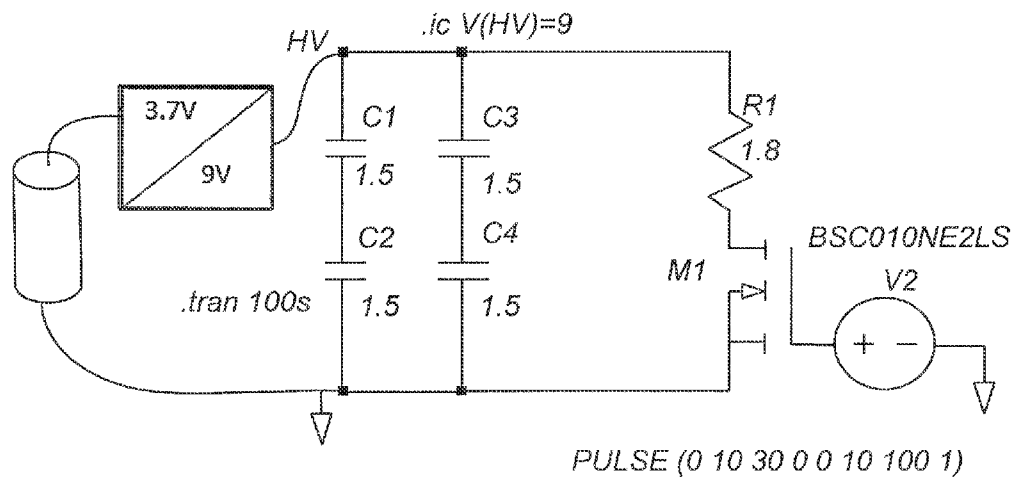 HV
.ic V(HV)=9
3.7V
9V
C1
1.5
C3
1.5
R1
1.8
C2
1.5
C4
1.5
.tran 100s
M1
BSC010NE2LS
V2
+ −
PULSE (0 10 30 0 0 10 100 1)